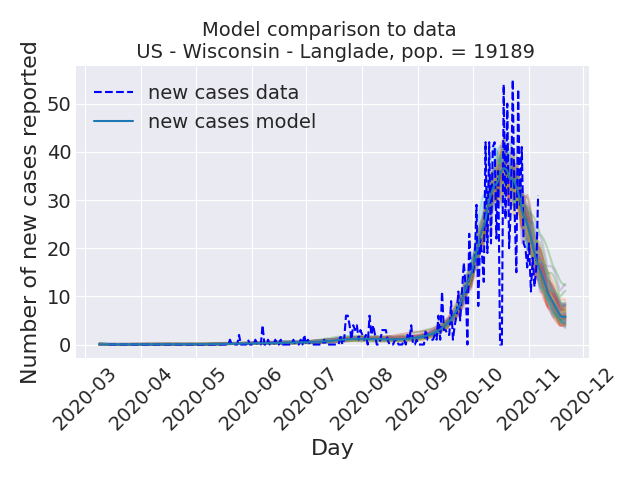 Model comparison to data
US - Wisconsin - Langlade, pop. = 19189
Number of new cases reported
50
40
30
20
10
0
new cases data
new cases model
2020-03
2020-04
2020-05
2020-06
2020-07
2020-08
2020-09
2020-10
2020-11
2020-12
Day